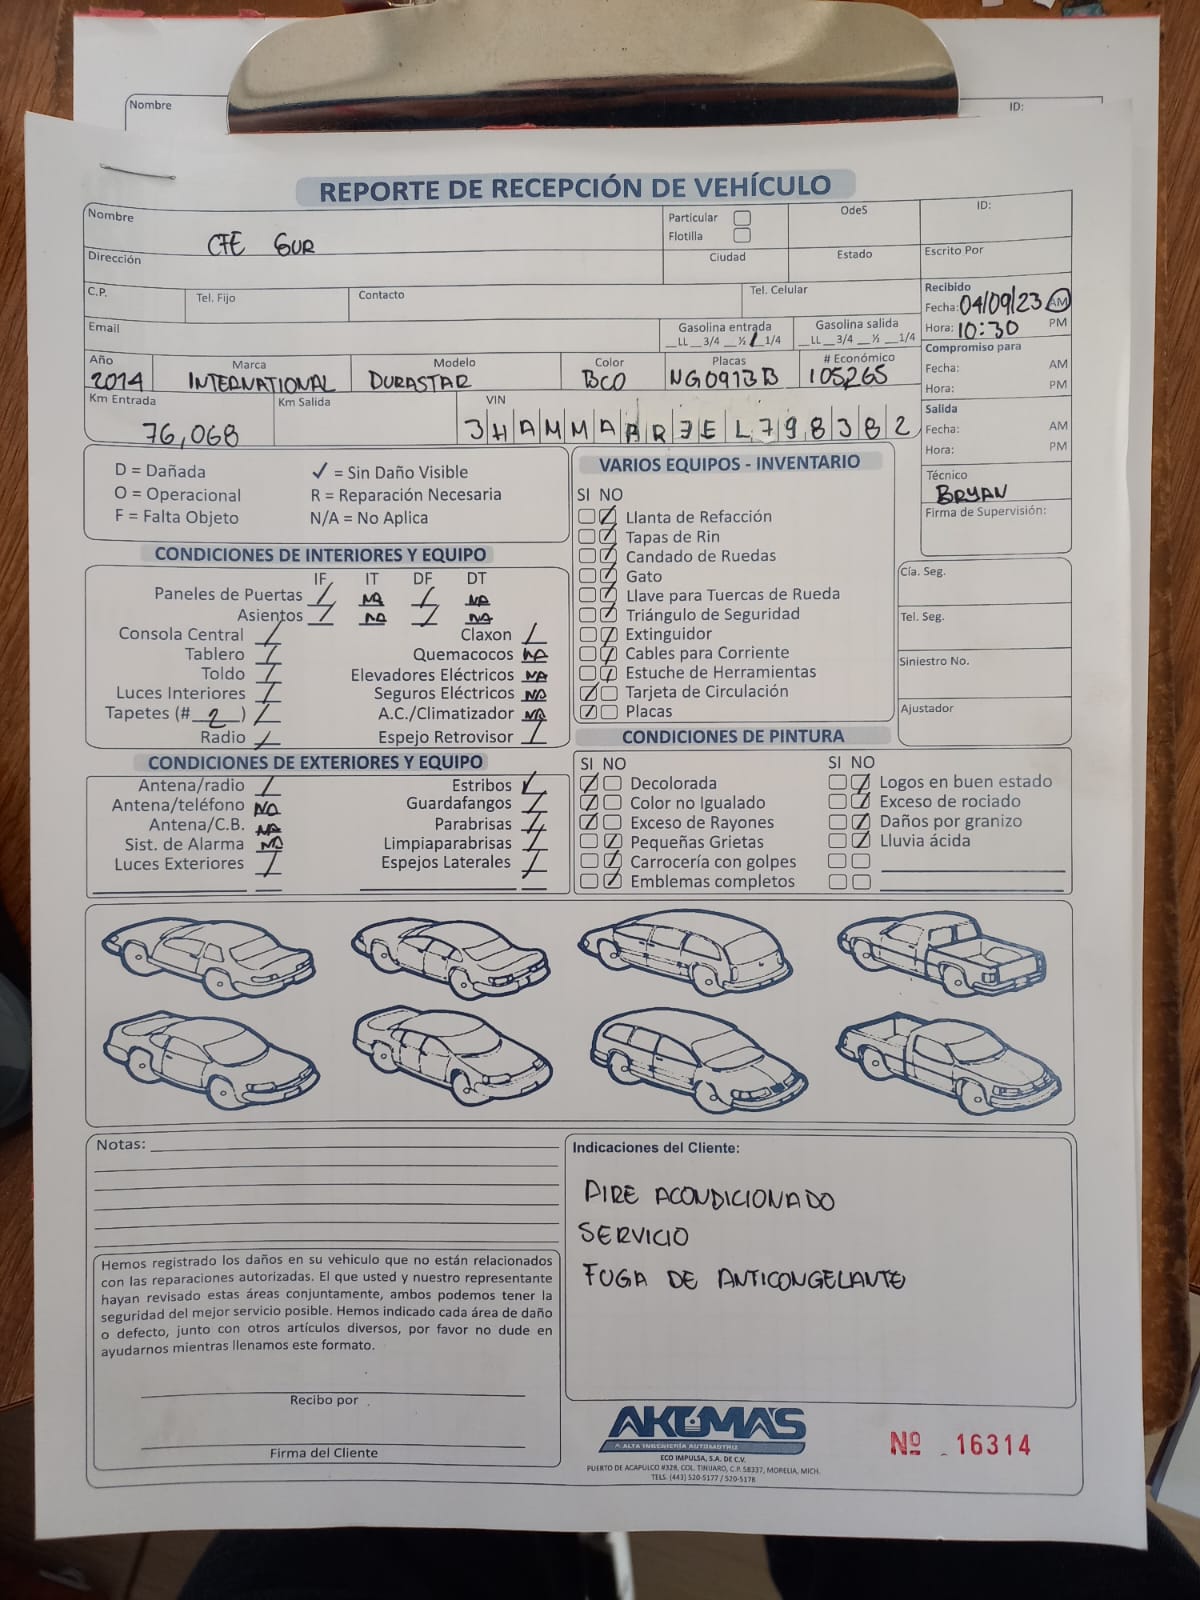 Nombre ID:
REPORTE DE RECEPCIÓN DE VEHÍCULO
Nombre CFE SUR
Particular
Flotilla
OdeS
ID:
Dirección
Ciudad
Estado
Escrito Por
C.P.
Tel. Fijo
Contacto
Tel. Celular
Recibido
Fecha: 04/09/23 AM
Hora: 10:30 PM
Email
Gasolina entrada
__LL __3/4 __½ __1/4
Gasolina salida
__LL __3/4 __½ __1/4
Compromiso para
Fecha: AM
Hora: PM
Año 2014
Marca INTERNATIONAL
Modelo DURASTAR
Color BCO
Placas NG0913B
# Económico 105265
Km Entrada 76,068
Km Salida
VIN 3HAMMAAR7EL798382
Salida
Fecha: AM
Hora: PM
Técnico
BRYAN
Firma de Supervisión:
D = Dañada ✓ = Sin Daño Visible
O = Operacional R = Reparación Necesaria
F = Falta Objeto N/A = No Aplica
CONDICIONES DE INTERIORES Y EQUIPO
IF IT DF DT
Paneles de Puertas / NA / NA
Asientos / NA / NA
Consola Central / Claxon /
Tablero / Quemacocos NA
Toldo / Elevadores Eléctricos NA
Luces Interiores / Seguros Eléctricos NA
Tapetes (# 2 ) / A.C./Climatizador NA
Radio / Espejo Retrovisor /
VARIOS EQUIPOS - INVENTARIO
SI NO
Llanta de Refacción
Tapas de Rin
Candado de Ruedas
Gato
Llave para Tuercas de Rueda
Triángulo de Seguridad
Extinguidor
Cables para Corriente
Estuche de Herramientas
Tarjeta de Circulación
Placas
Cía. Seg.
Tel. Seg.
Siniestro No.
Ajustador
CONDICIONES DE EXTERIORES Y EQUIPO
Antena/radio / Estribos ✓
Antena/teléfono NA Guardafangos /
Antena/C.B. NA Parabrisas /
Sist. de Alarma NA Limpiaparabrisas /
Luces Exteriores / Espejos Laterales /
CONDICIONES DE PINTURA
SI NO SI NO
Decolorada Logos en buen estado
Color no Igualado Exceso de rociado
Exceso de Rayones Daños por granizo
Pequeñas Grietas Lluvia ácida
Carrocería con golpes
Emblemas completos
Notas:
Indicaciones del Cliente:
AIRE ACONDICIONADO
SERVICIO
FUGA DE ANTICONGELANTE
Hemos registrado los daños en su vehiculo que no están relacionados
con las reparaciones autorizadas. El que usted y nuestro representante
hayan revisado estas áreas conjuntamente, ambos podemos tener la
seguridad del mejor servicio posible. Hemos indicado cada área de daño
o defecto, junto con otros artículos diversos, por favor no dude en
ayudarnos mientras llenamos este formato.
Recibo por
Firma del Cliente
AKUMA'S
ALTA INGENIERÍA AUTOMOTRIZ
ECO IMPULSA, S.A. DE C.V.
PUERTO DE ACAPULCO #328, COL. TINIJARO, C.P. 58337, MORELIA, MICH.
TELS. (443) 520-5177 / 520-5178
Nº 16314